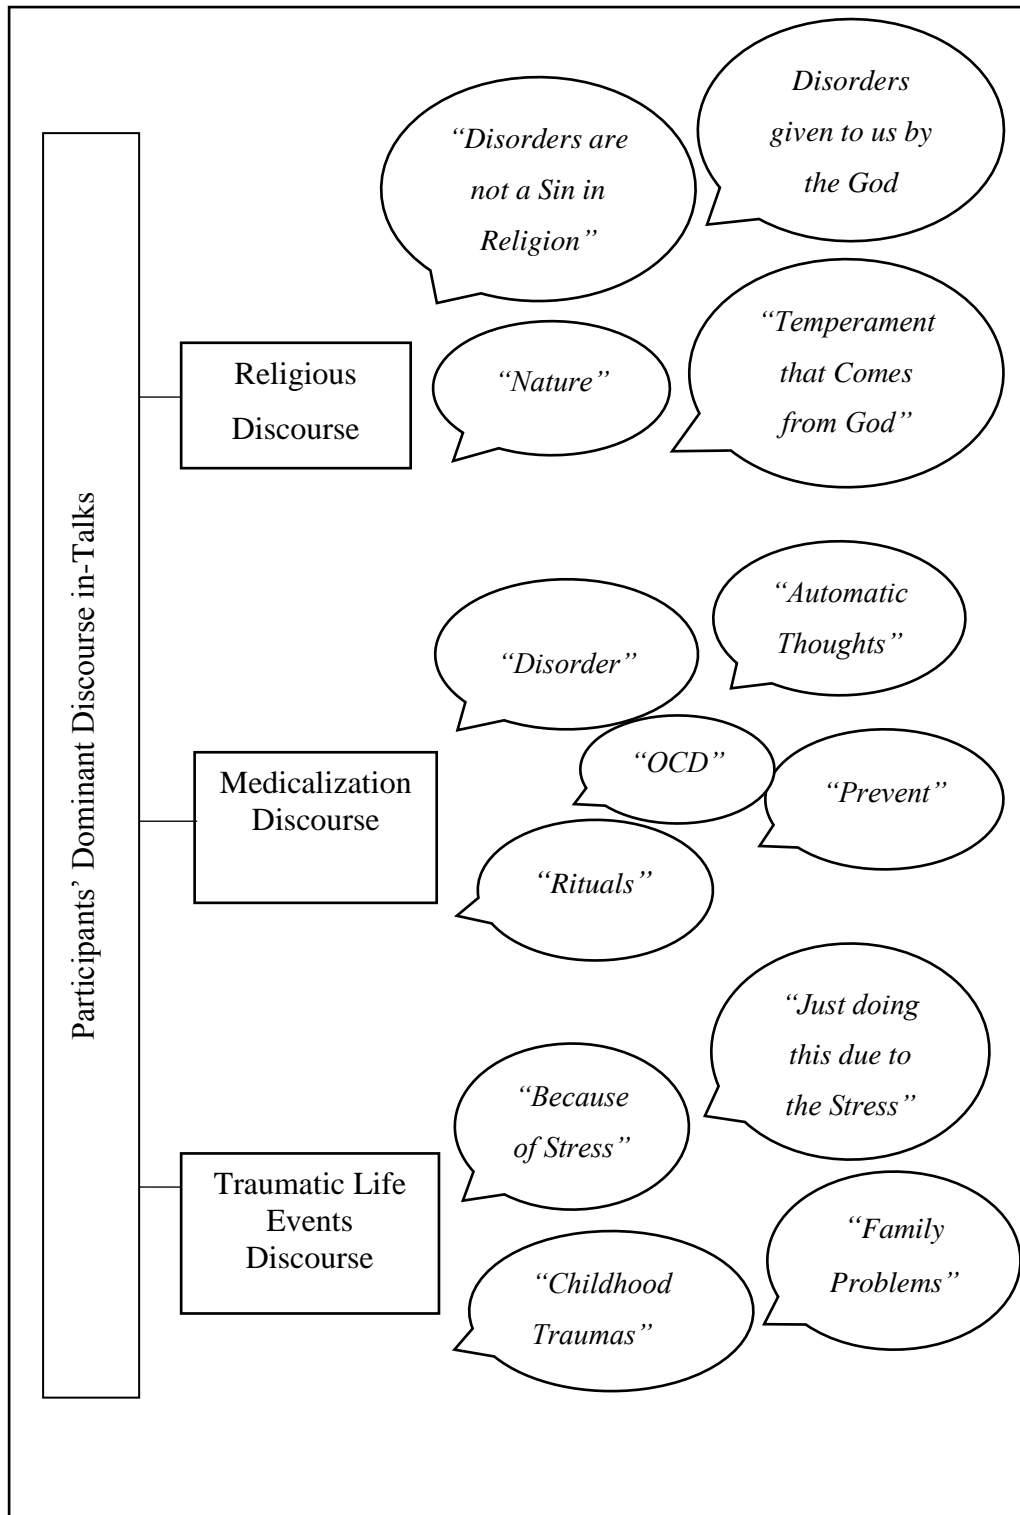 Participants’ Dominant Discourse in-Talks
Religious
Discourse
“Disorders are
not a Sin in
Religion”
Disorders
given to us by
the God
“Nature”
“Temperament
that Comes
from God”
Medicalization
Discourse
“Disorder”
“Automatic
Thoughts”
“OCD”
“Prevent”
“Rituals”
Traumatic Life
Events
Discourse
“Because
of Stress”
“Just doing
this due to
the Stress”
“Childhood
Traumas”
“Family
Problems”